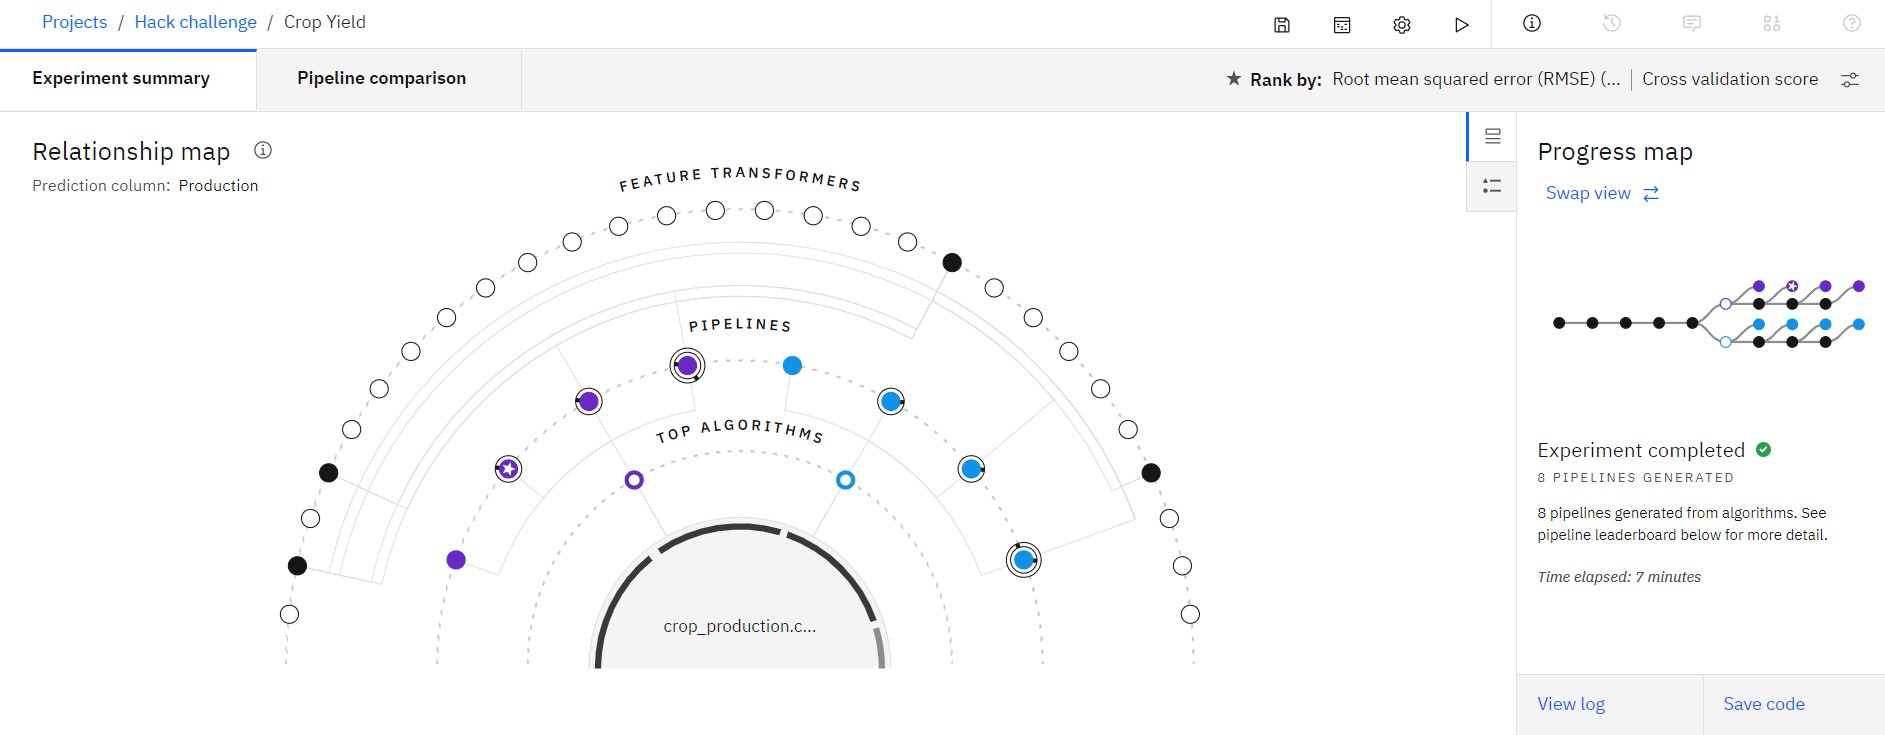 Projects / Hack challenge / Crop Yield
Experiment summary
Pipeline comparison
★ Rank by: Root mean squared error (RMSE) (... | Cross validation score
Relationship map
Prediction column: Production
FEATURE TRANSFORMERS
PIPELINES
TOP ALGORITHMS
crop_production.c...
Progress map
Swap view
Experiment completed
8 PIPELINES GENERATED
8 pipelines generated from algorithms. See
pipeline leaderboard below for more detail.
Time elapsed: 7 minutes
View log
Save code